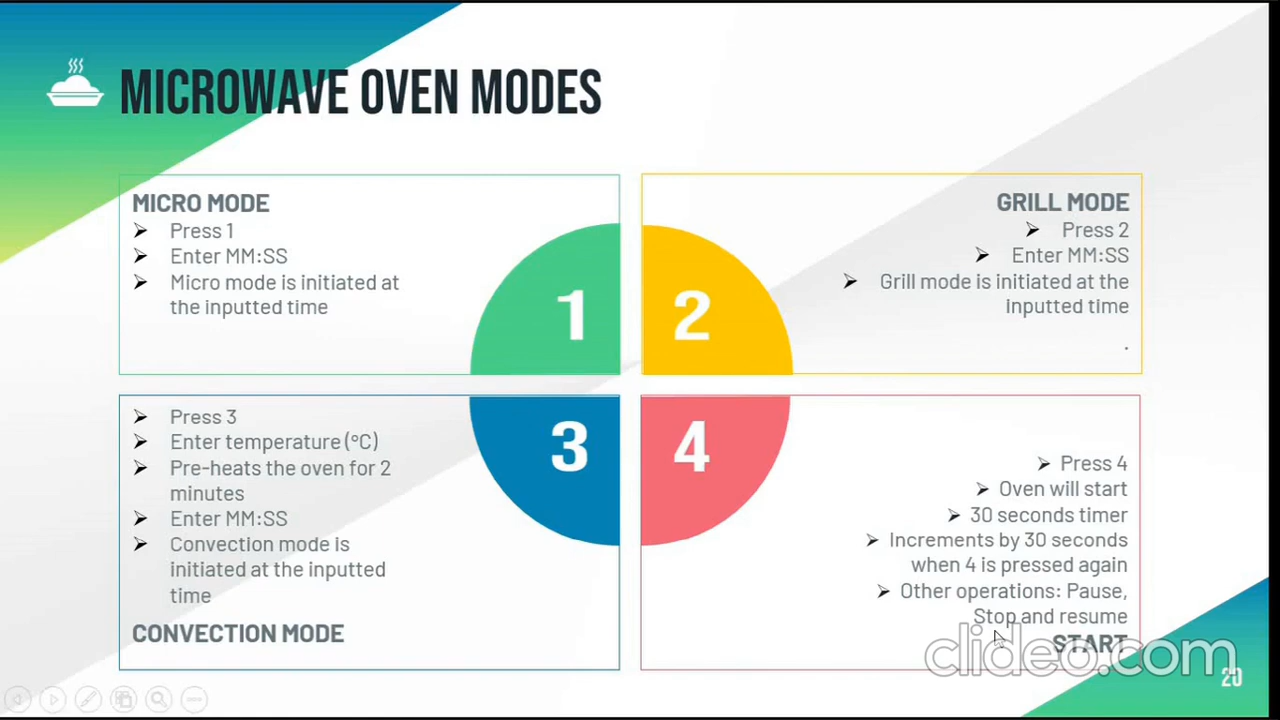 MICROWAVE OVEN MODES
MICRO MODE
Press 1
Enter MM:SS
Micro mode is initiated at
the inputted time
1
GRILL MODE
Press 2
Enter MM:SS
Grill mode is initiated at the
inputted time
.
2
Press 3
Enter temperature (ºC)
Pre-heats the oven for 2
minutes
Enter MM:SS
Convection mode is
initiated at the inputted
time
CONVECTION MODE
3
4
Press 4
Oven will start
30 seconds timer
Increments by 30 seconds
when 4 is pressed again
Other operations: Pause,
Stop and resume
START
clideo.com
20